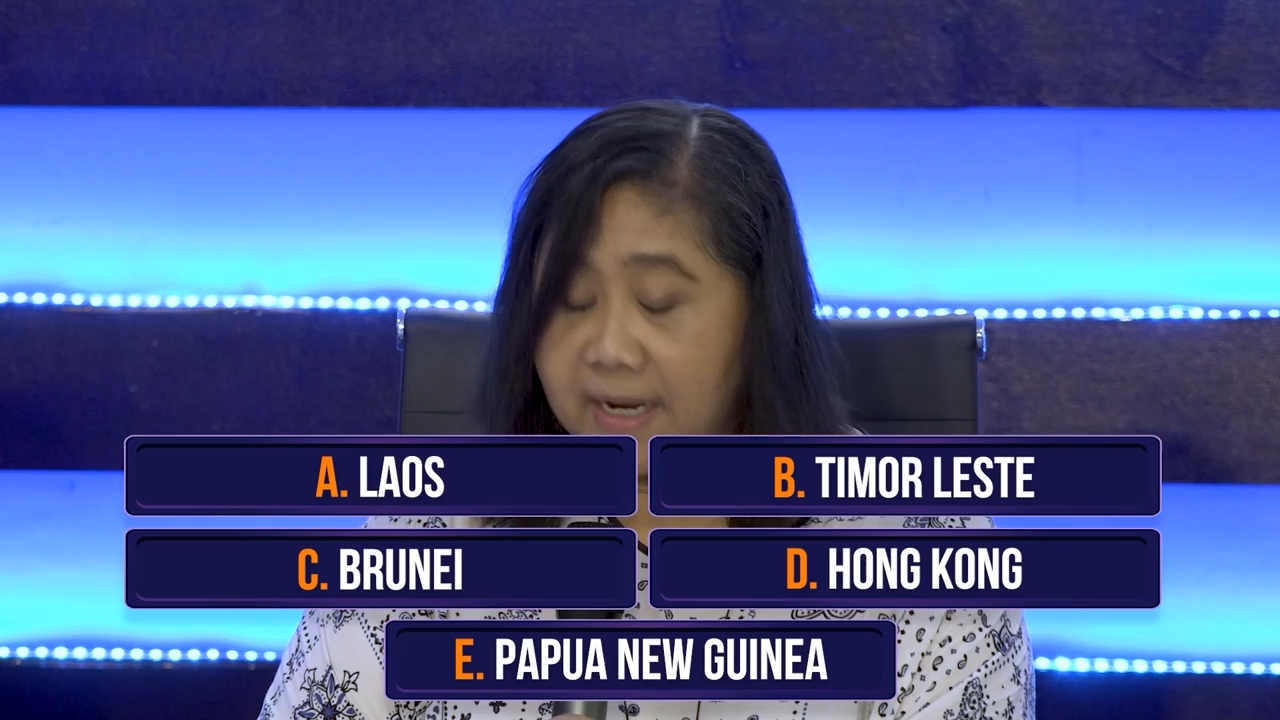 A. LAOS
B. TIMOR LESTE
C. BRUNEI
D. HONG KONG
E. PAPUA NEW GUINEA